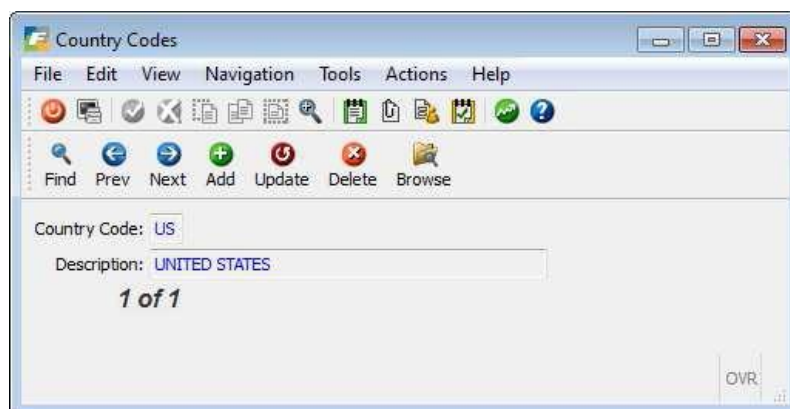 Country Codes
File Edit View Navigation Tools Actions Help
Find Prev Next Add Update Delete Browse
Country Code: US
Description: UNITED STATES
1 of 1
OVR